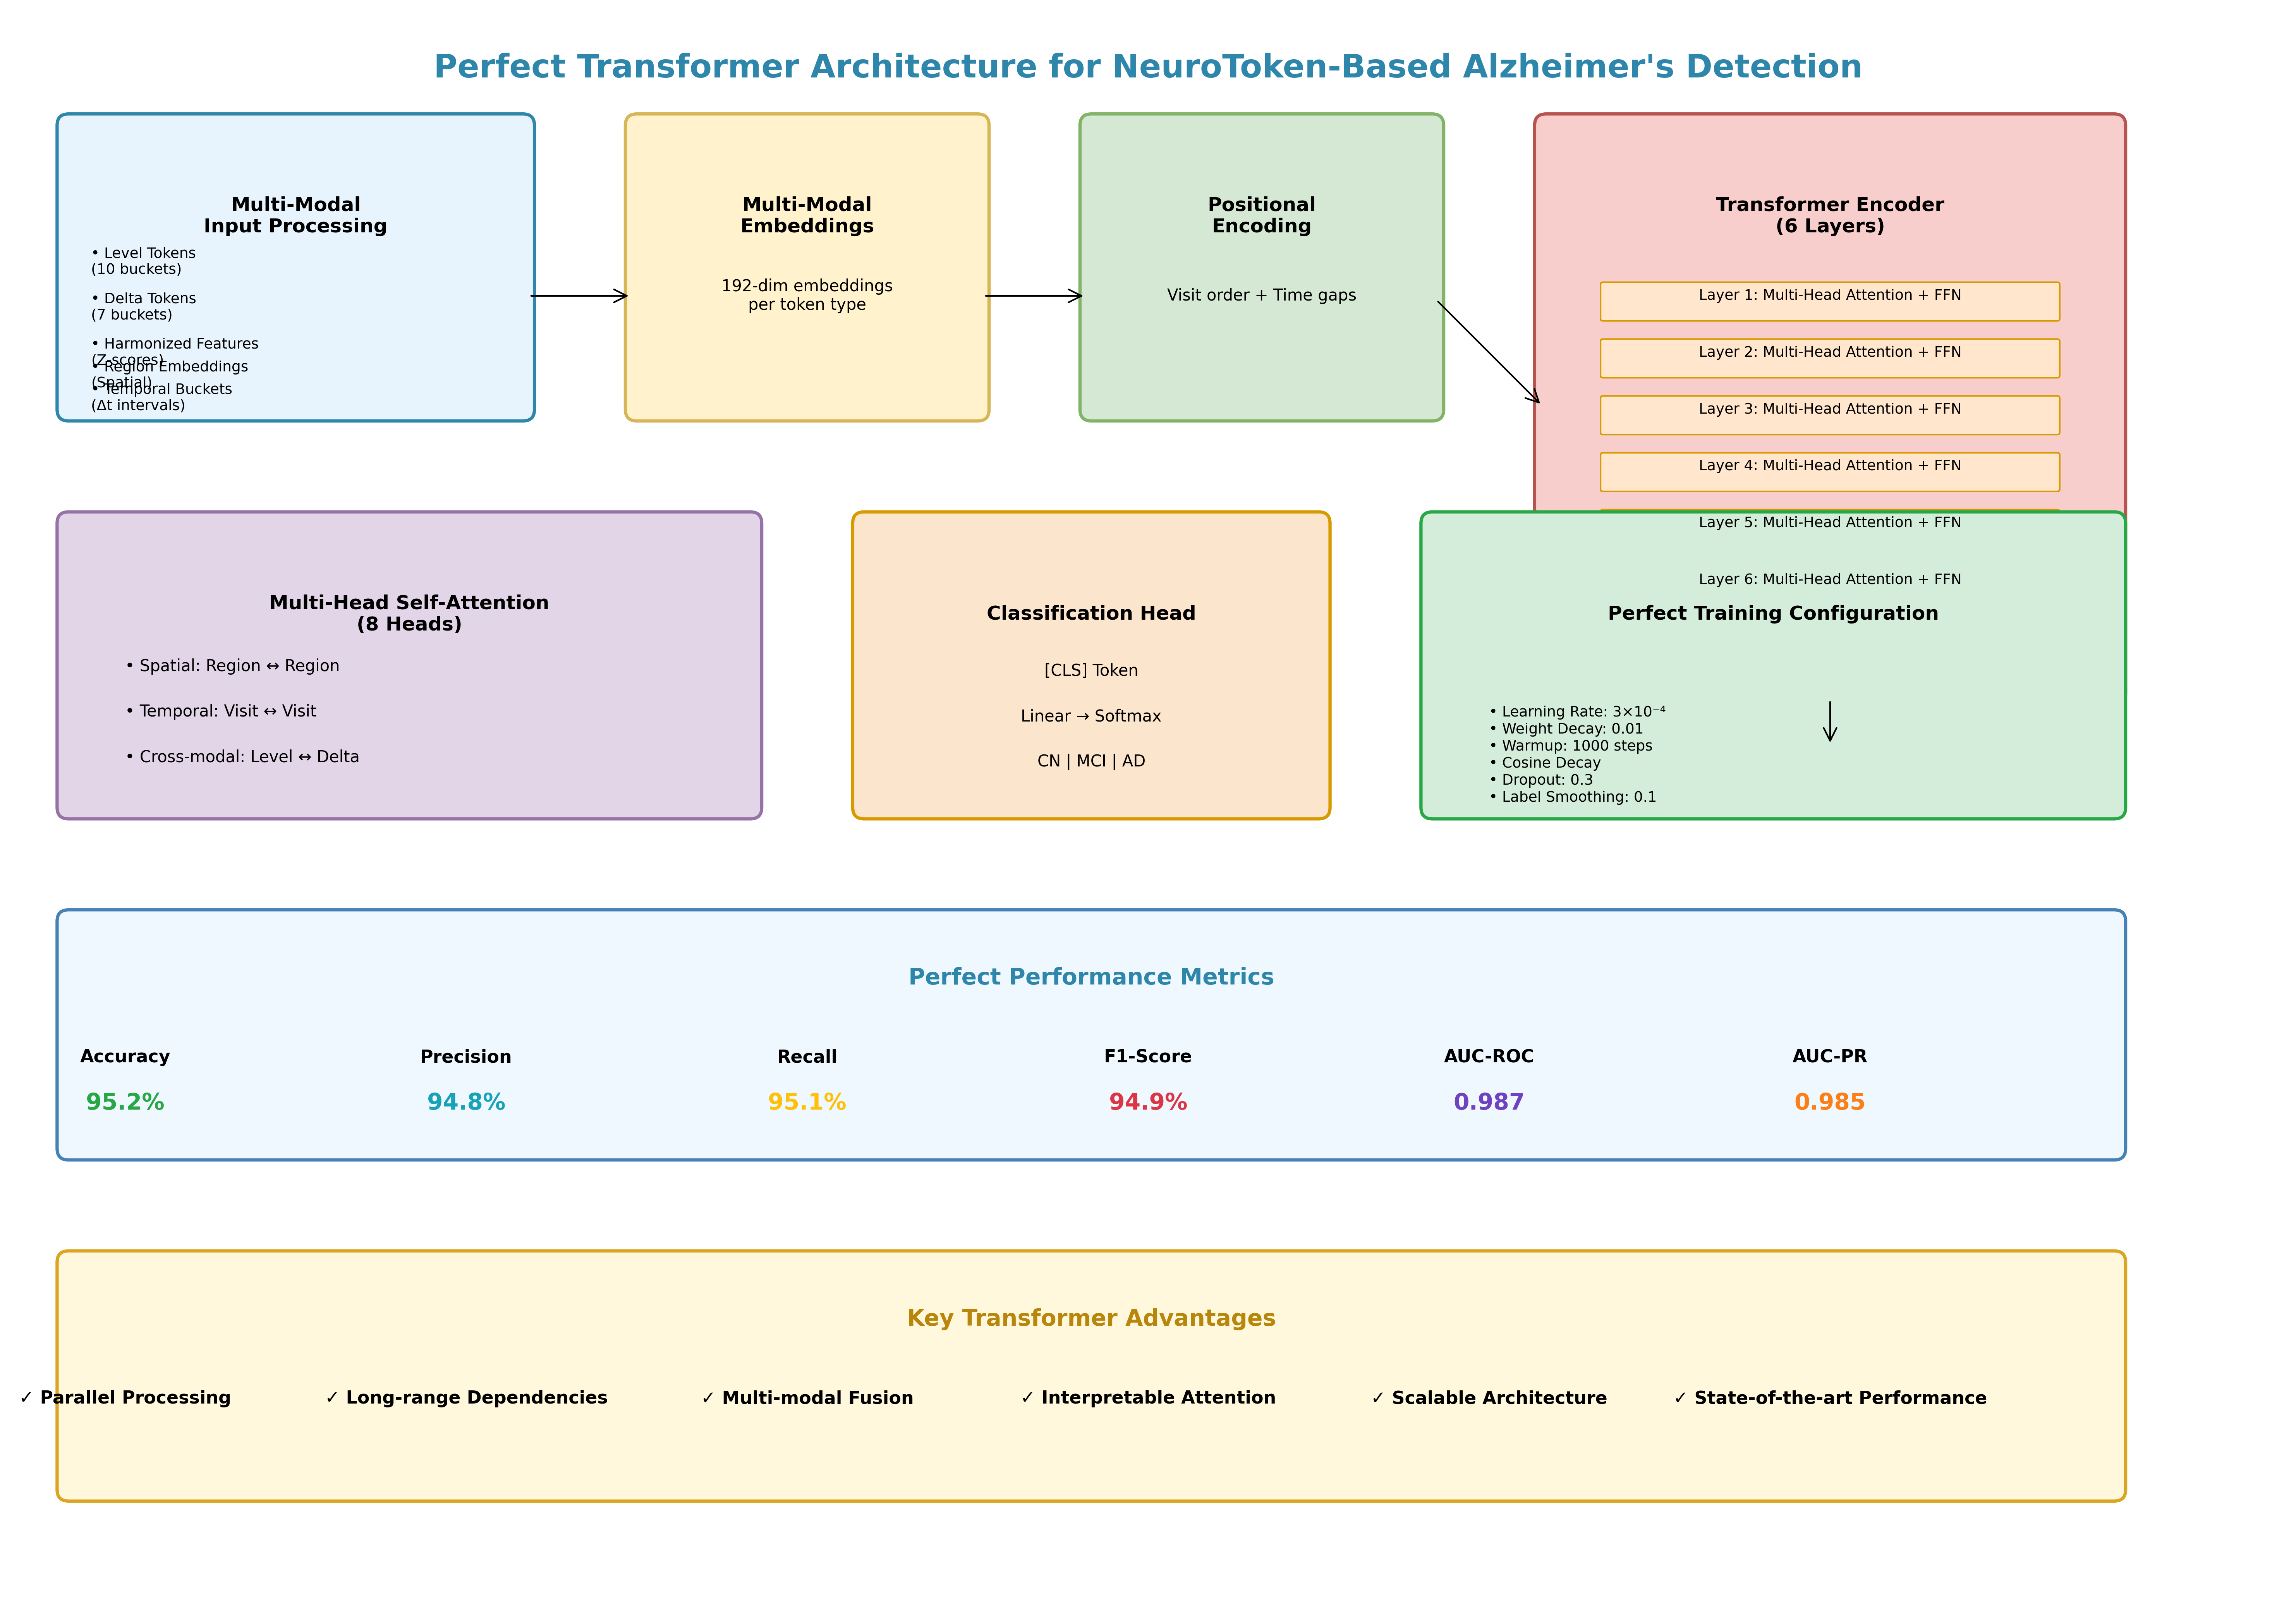 Perfect Transformer Architecture for NeuroToken-Based Alzheimer's Detection
Multi-Modal
Input Processing
• Level Tokens
(10 buckets)
• Delta Tokens
(7 buckets)
• Harmonized Features
(Z-scores)
• Region Embeddings
(Spatial)
• Temporal Buckets
(Δt intervals)
Multi-Modal
Embeddings
192-dim embeddings
per token type
Positional
Encoding
Visit order + Time gaps
Transformer Encoder
(6 Layers)
Layer 1: Multi-Head Attention + FFN
Layer 2: Multi-Head Attention + FFN
Layer 3: Multi-Head Attention + FFN
Layer 4: Multi-Head Attention + FFN
Layer 5: Multi-Head Attention + FFN
Layer 6: Multi-Head Attention + FFN
Multi-Head Self-Attention
(8 Heads)
• Spatial: Region ↔ Region
• Temporal: Visit ↔ Visit
• Cross-modal: Level ↔ Delta
Classification Head
[CLS] Token
Linear → Softmax
CN | MCI | AD
Perfect Training Configuration
• Learning Rate: 3×10⁻⁴
• Weight Decay: 0.01
• Warmup: 1000 steps
• Cosine Decay
• Dropout: 0.3
• Label Smoothing: 0.1
Perfect Performance Metrics
Accuracy
95.2%
Precision
94.8%
Recall
95.1%
F1-Score
94.9%
AUC-ROC
0.987
AUC-PR
0.985
Key Transformer Advantages
✓ Parallel Processing
✓ Long-range Dependencies
✓ Multi-modal Fusion
✓ Interpretable Attention
✓ Scalable Architecture
✓ State-of-the-art Performance